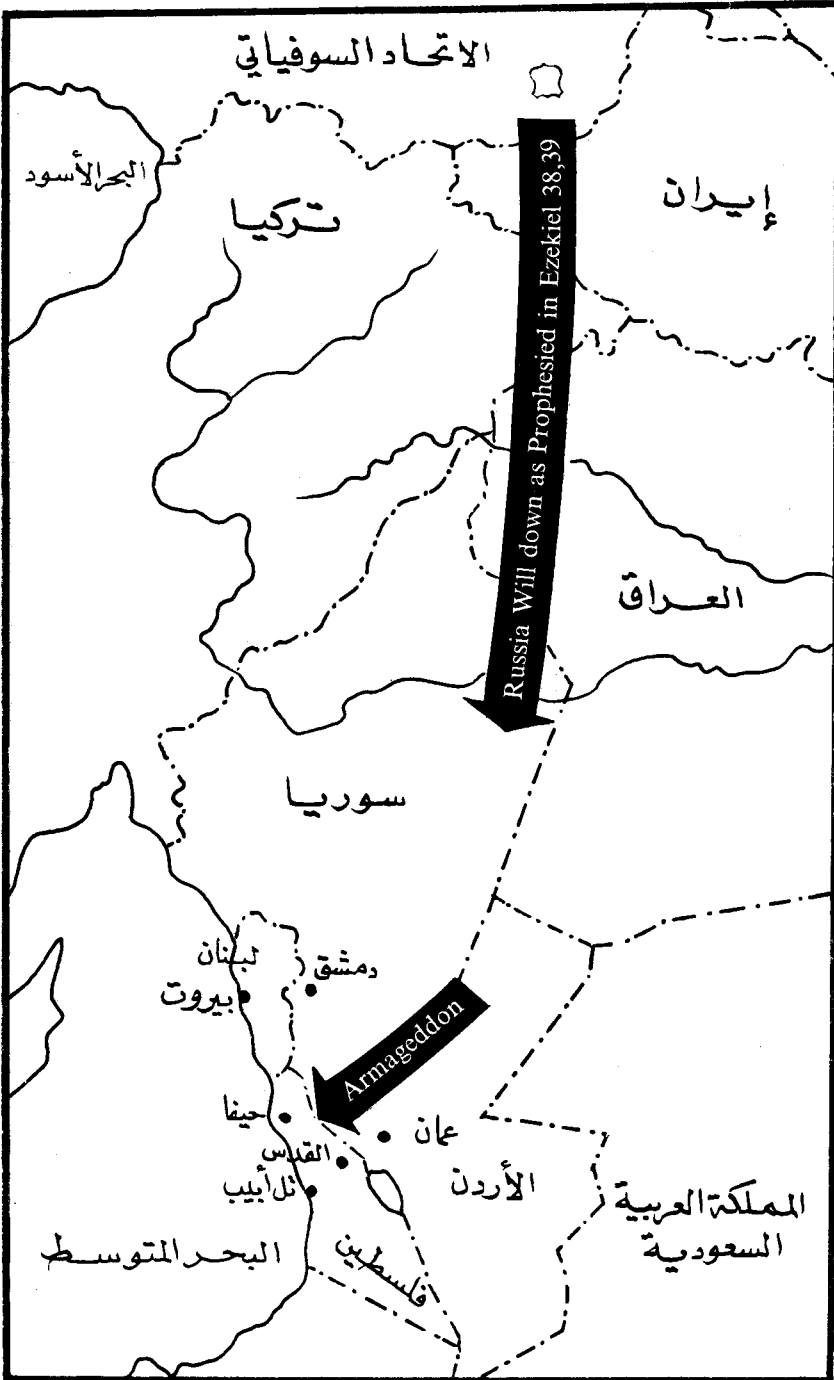 الاتحاد السوفياتي
البحر الأسود
تركيا
إيران
Russia Will down as Prophesied in Ezekiel 38,39
العراق
سوريا
لبنان
دمشق
بيروت
Armageddon
حيفا
عمان
القدس
تل أبيب
الأردن
المملكة العربية
السعودية
البحر المتوسط
فلسطين